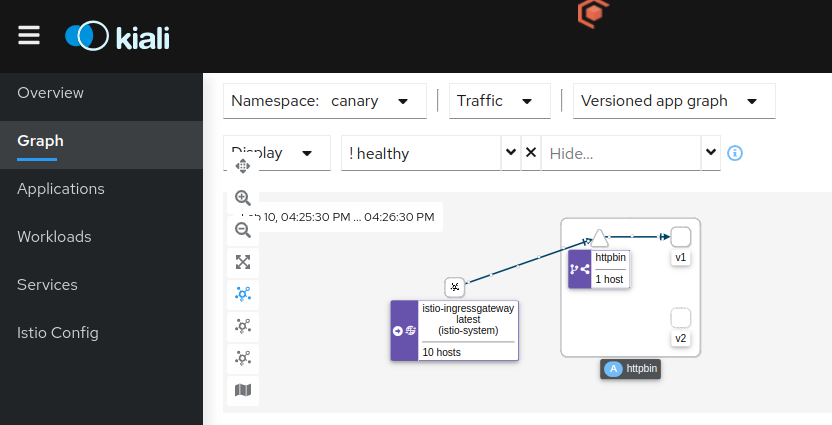 kiali
Overview
Graph
Applications
Workloads
Services
Istio Config
Namespace: canary
Traffic
Versioned app graph
Display
! healthy
Hide...
10, 04:25:30 PM ... 04:26:30 PM
httpbin
1 host
v1
istio-ingressgateway
latest
(istio-system)
10 hosts
v2
A httpbin